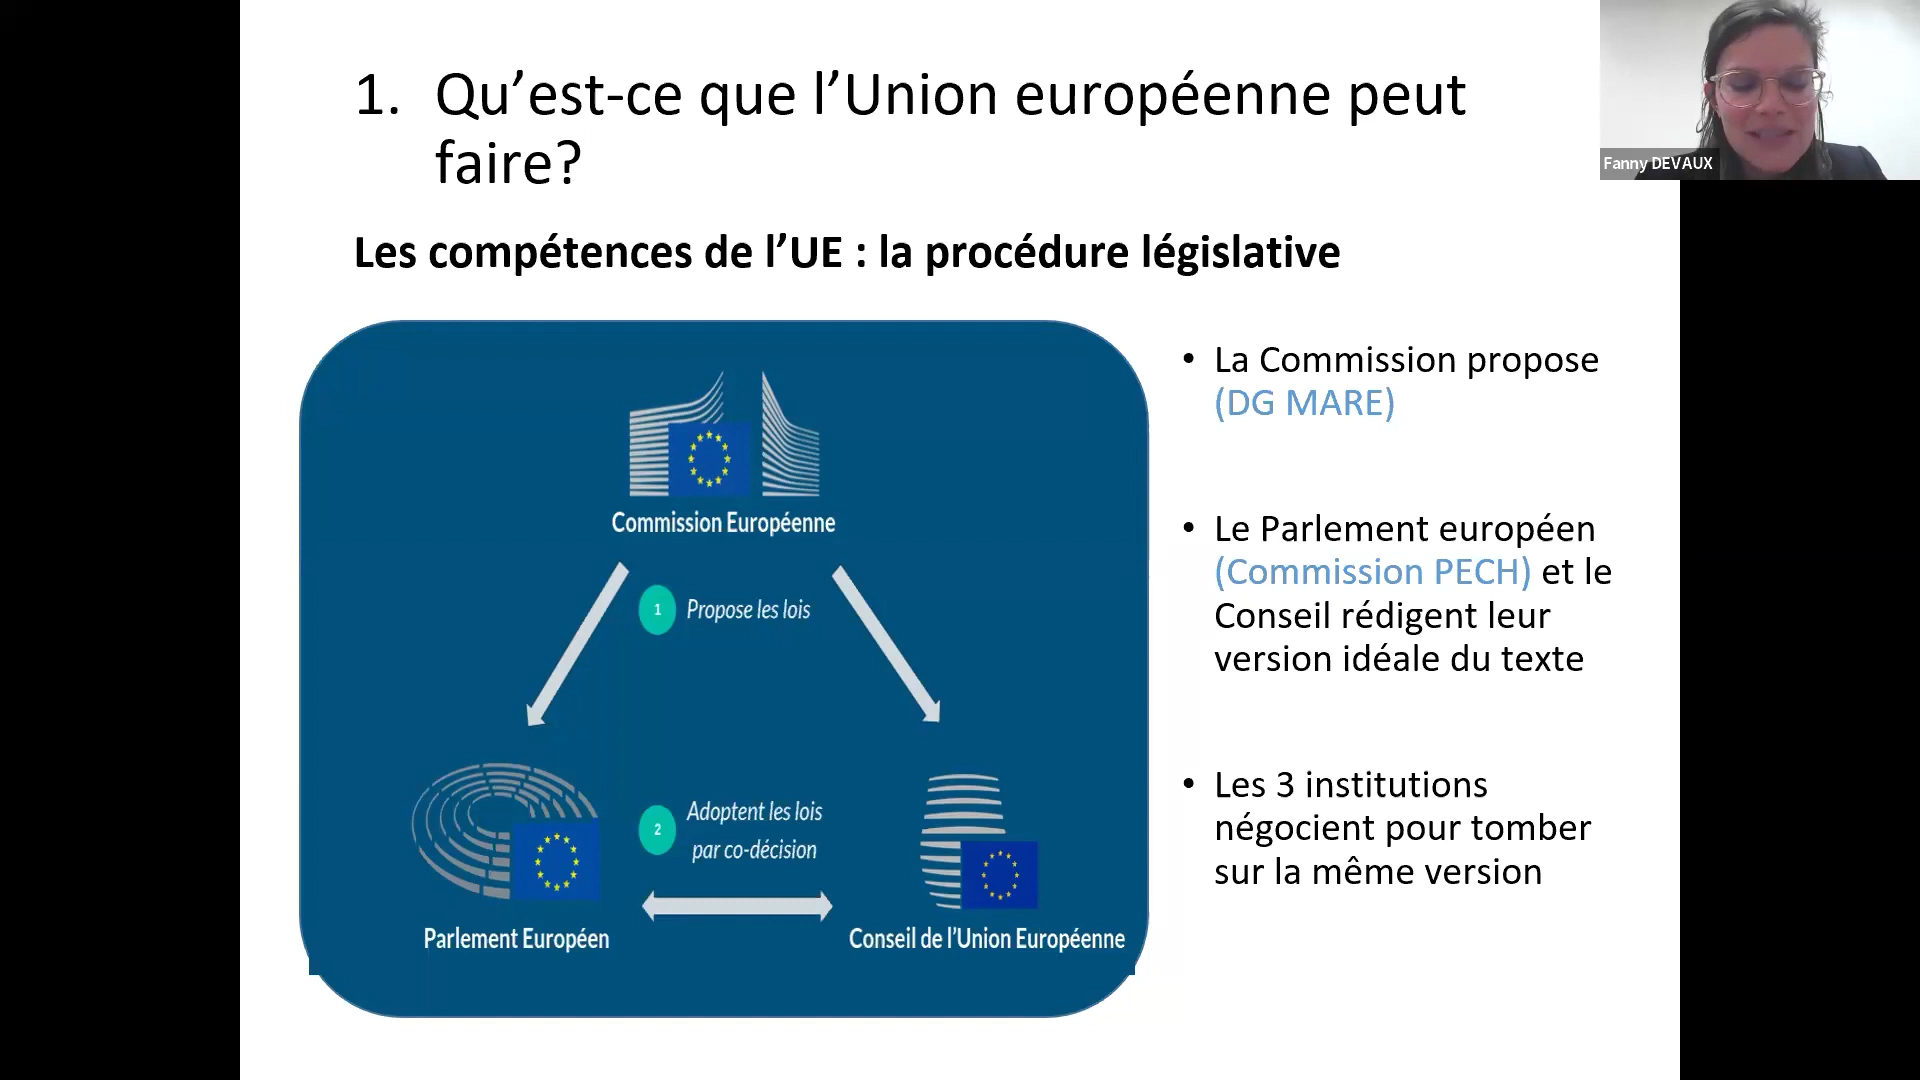 1. Qu’est-ce que l’Union européenne peut
faire?
Fanny DEVAUX
Les compétences de l’UE : la procédure législative
Commission Européenne
1 Propose les lois
2 Adoptent les lois
par co-décision
Parlement Européen
Conseil de l’Union Européenne
• La Commission propose
(DG MARE)
• Le Parlement européen
(Commission PECH) et le
Conseil rédigent leur
version idéale du texte
• Les 3 institutions
négocient pour tomber
sur la même version